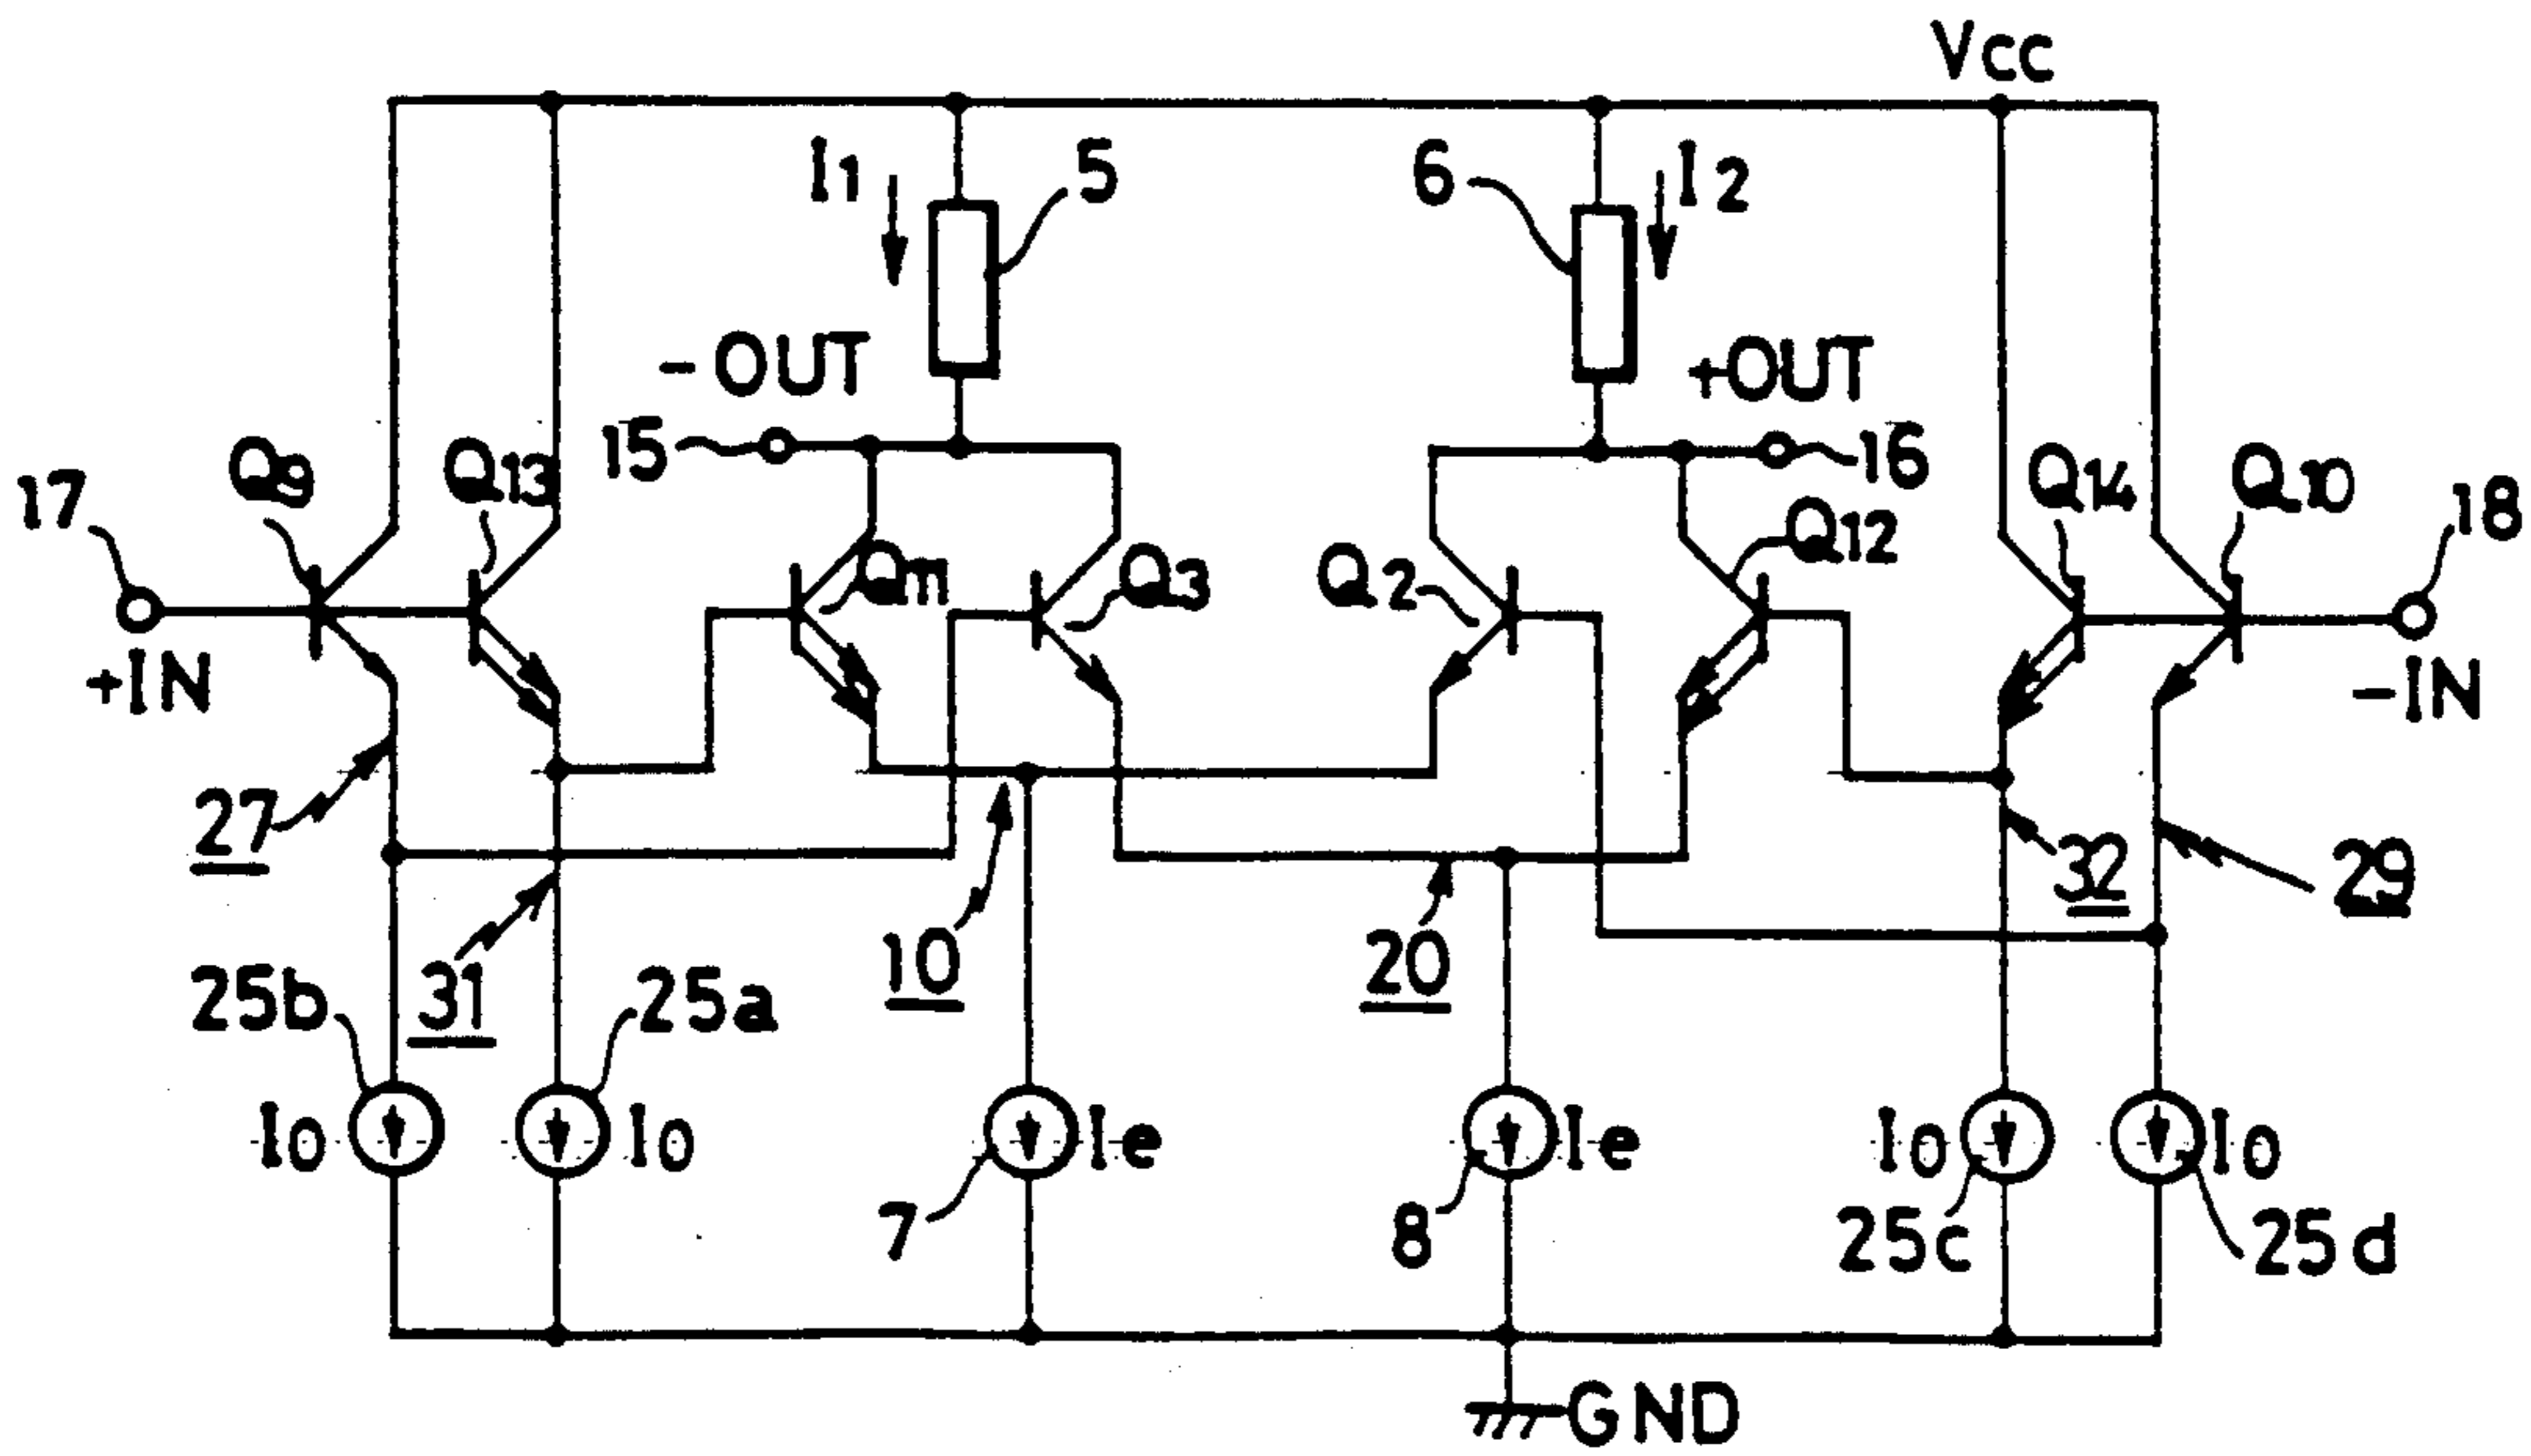 Vcc
I1
5
6
I2
-OUT
+OUT
15
16
Q9
Q13
Q14
Q10
17
18
Q11
Q3
Q2
Q12
+IN
-IN
27
32
29
10
20
25b
31
25a
Io
Io
Ie
Ie
Io
Io
7
8
25c
25d
GND